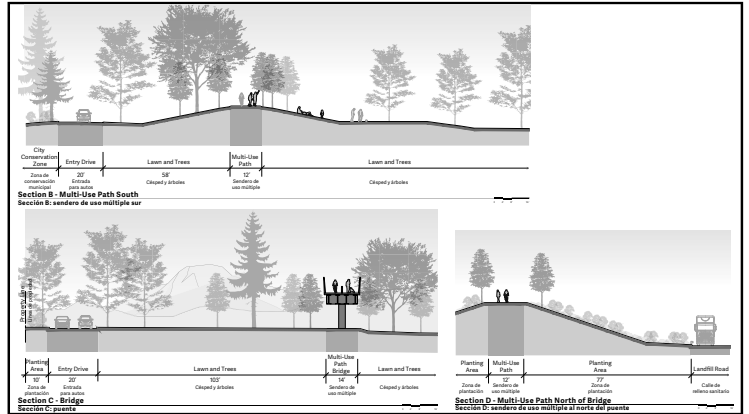 City
Conservation
Zone
Entry Drive
Lawn and Trees
Multi-Use
Path
Lawn and Trees
Zona de
conservación
municipal
20'
Entrada
para autos
58'
Césped y árboles
12'
Sendero de
uso múltiple
Césped y árboles
Section B - Multi-Use Path South
Sección B: sendero de uso múltiple sur
Property Line
Línea de propiedad
Planting
Area
Entry Drive
Lawn and Trees
Multi-Use
Path
Bridge
Lawn and Trees
10'
Zona de
plantación
20'
Entrada
para autos
103'
Césped y árboles
14'
Sendero de
uso múltiple
Césped y árboles
Section C - Bridge
Sección C: puente
Planting
Area
Multi-Use
Path
Planting
Area
Landfill Road
Zona de
plantación
12'
Sendero de
uso múltiple
77'
Zona de
plantación
Calle de
relleno sanitario
Section D - Multi-Use Path North of Bridge
Sección D: sendero de uso múltiple al norte del puente